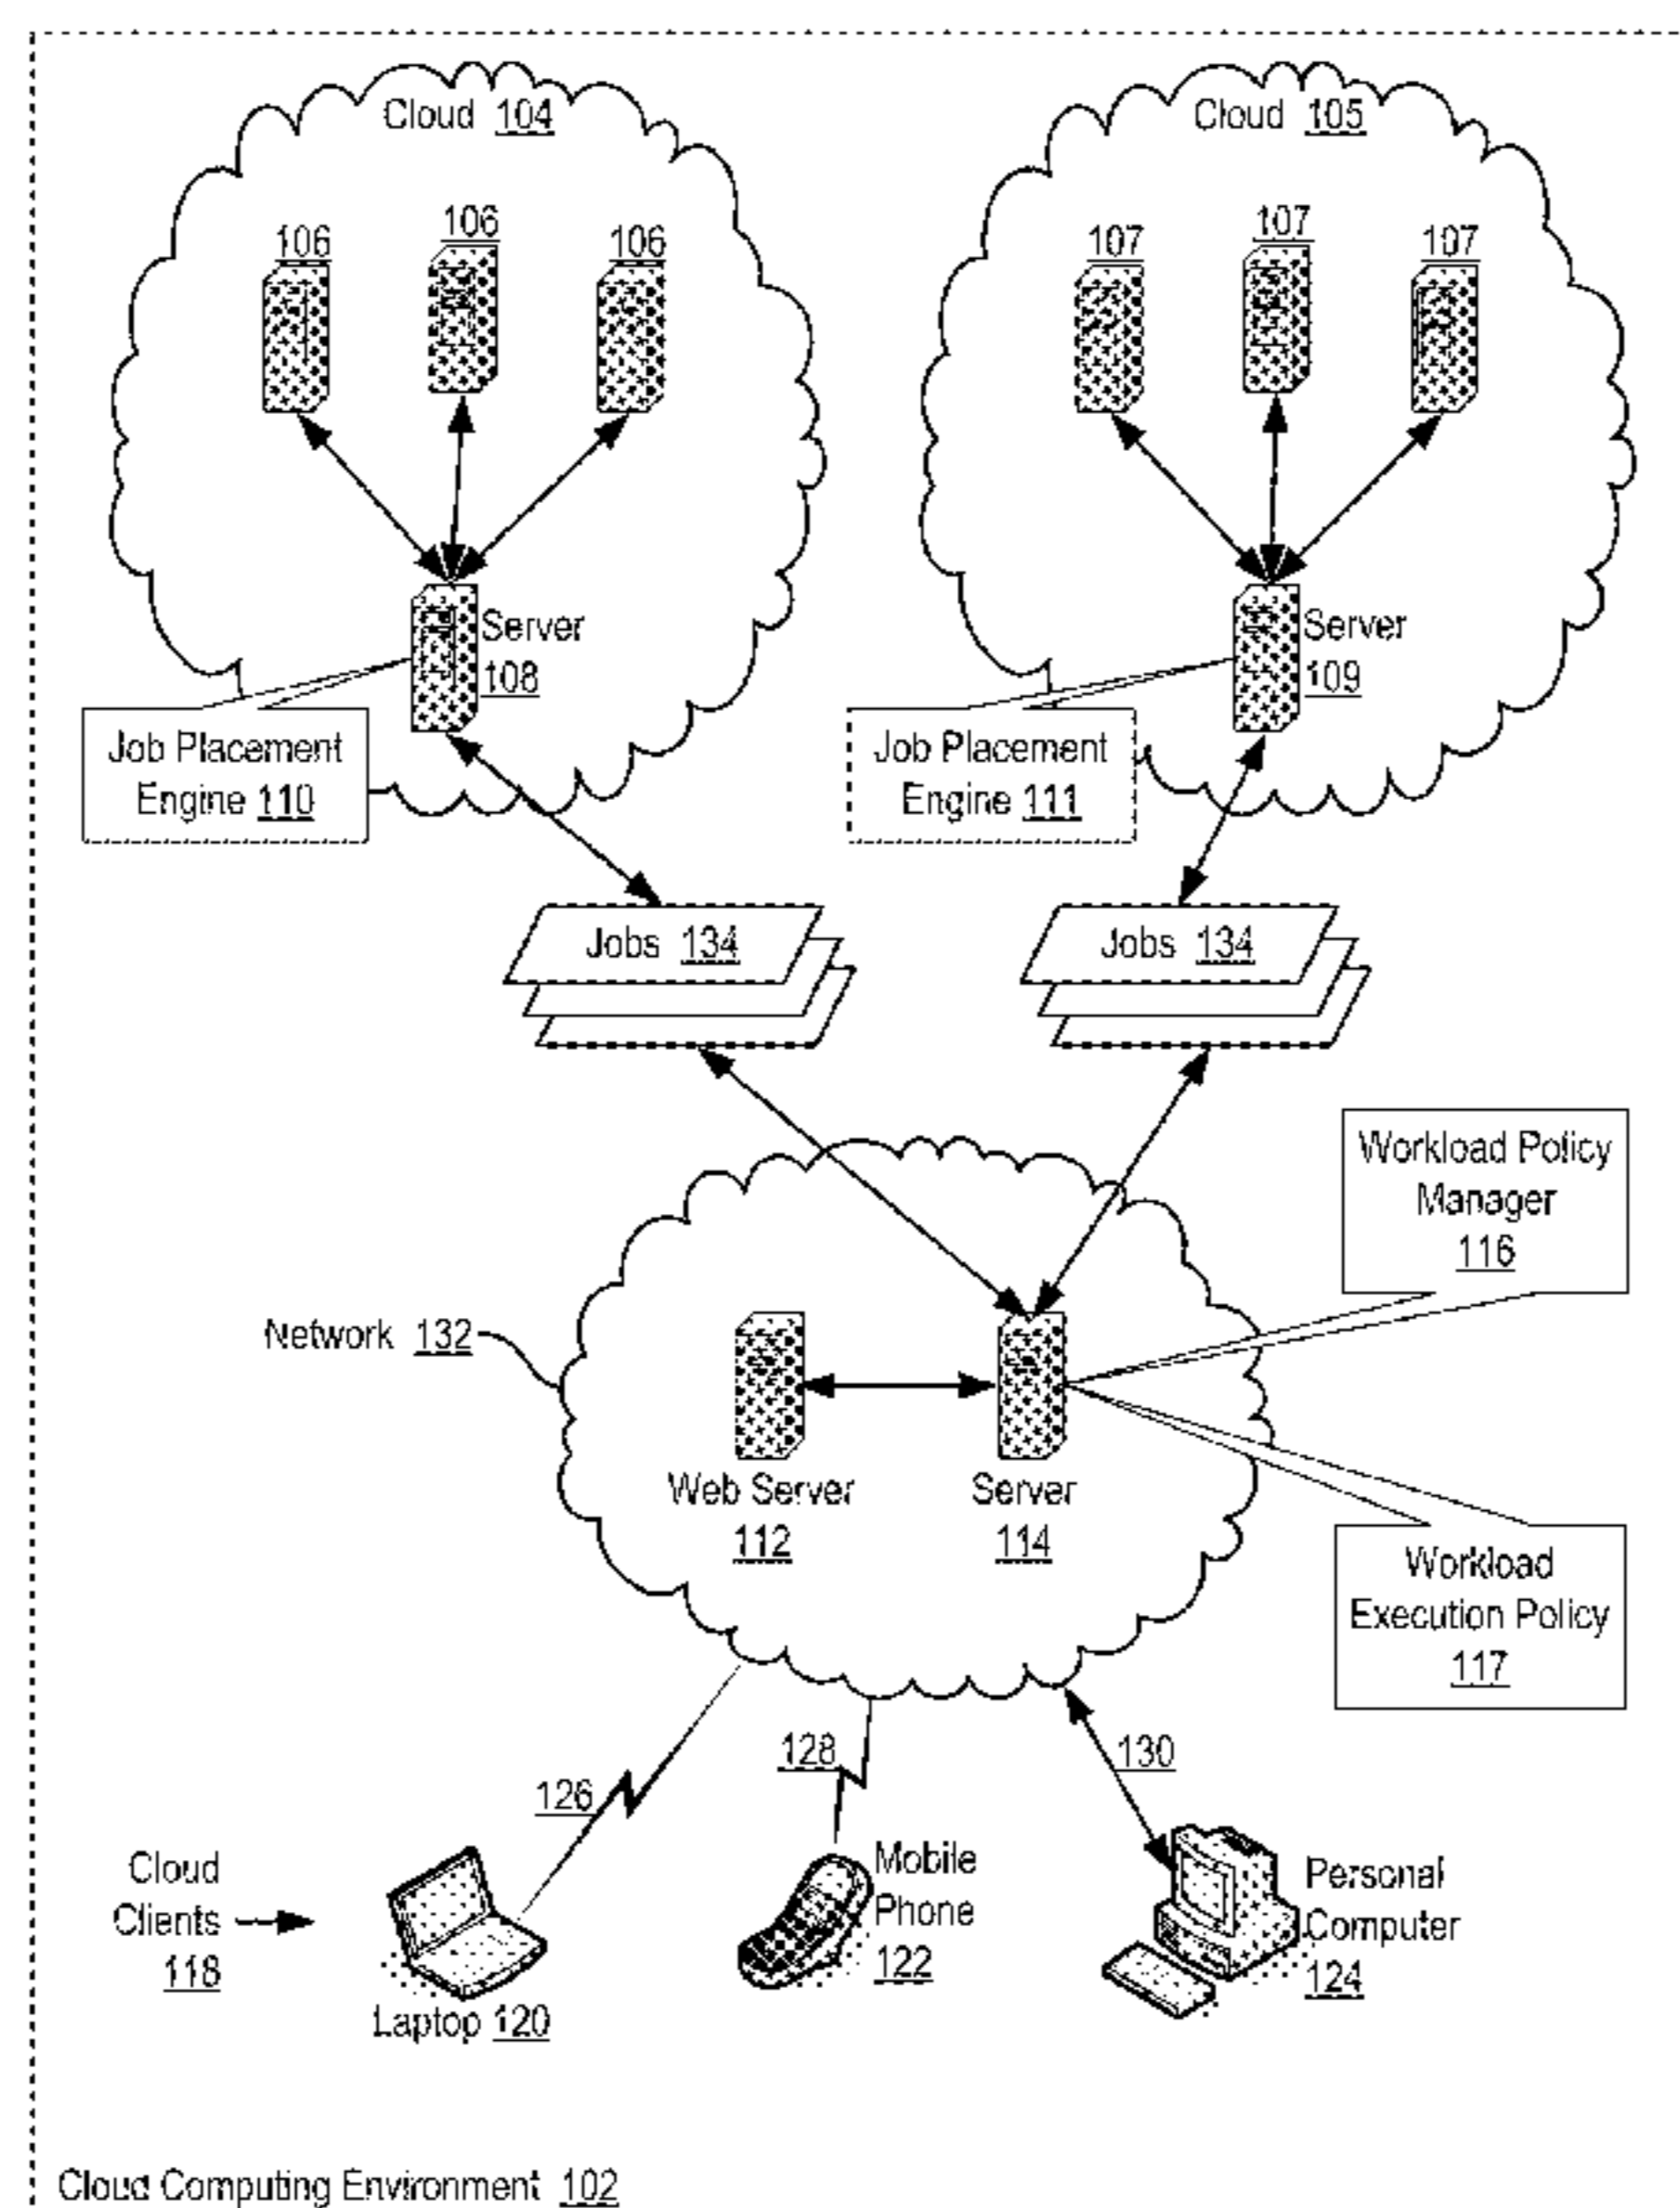 Cloud 104
Cloud 105
106
106
106
107
107
107
Server
108
Server
109
Job Placement
Engine 110
Job Placement
Engine 111
Jobs 134
Jobs 134
Workload Policy
Manager
116
Network 132
Web Server
112
Server
114
Workload
Execution Policy
117
126
128
130
Cloud
Clients
118
Laptop 120
Mobile
Phone
122
Personal
Computer
124
Cloud Computing Environment 102